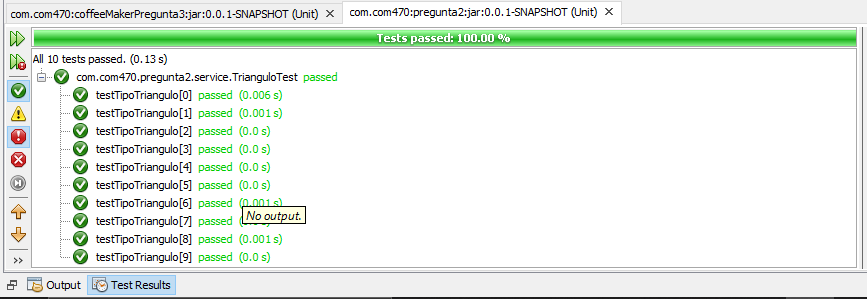 com.com470:coffeeMakerPregunta3:jar:0.0.1-SNAPSHOT (Unit) com.com470:pregunta2:jar:0.0.1-SNAPSHOT (Unit)
Tests passed: 100.00 %
All 10 tests passed. (0.13 s)
com.com470.pregunta2.service.TrianguloTest passed
testTipoTriangulo[0] passed (0.006 s)
testTipoTriangulo[1] passed (0.001 s)
testTipoTriangulo[2] passed (0.0 s)
testTipoTriangulo[3] passed (0.0 s)
testTipoTriangulo[4] passed (0.0 s)
testTipoTriangulo[5] passed (0.0 s)
testTipoTriangulo[6] passed (0.001 s)
No output.
testTipoTriangulo[7] passed
testTipoTriangulo[8] passed (0.001 s)
testTipoTriangulo[9] passed (0.0 s)
>>
Output Test Results